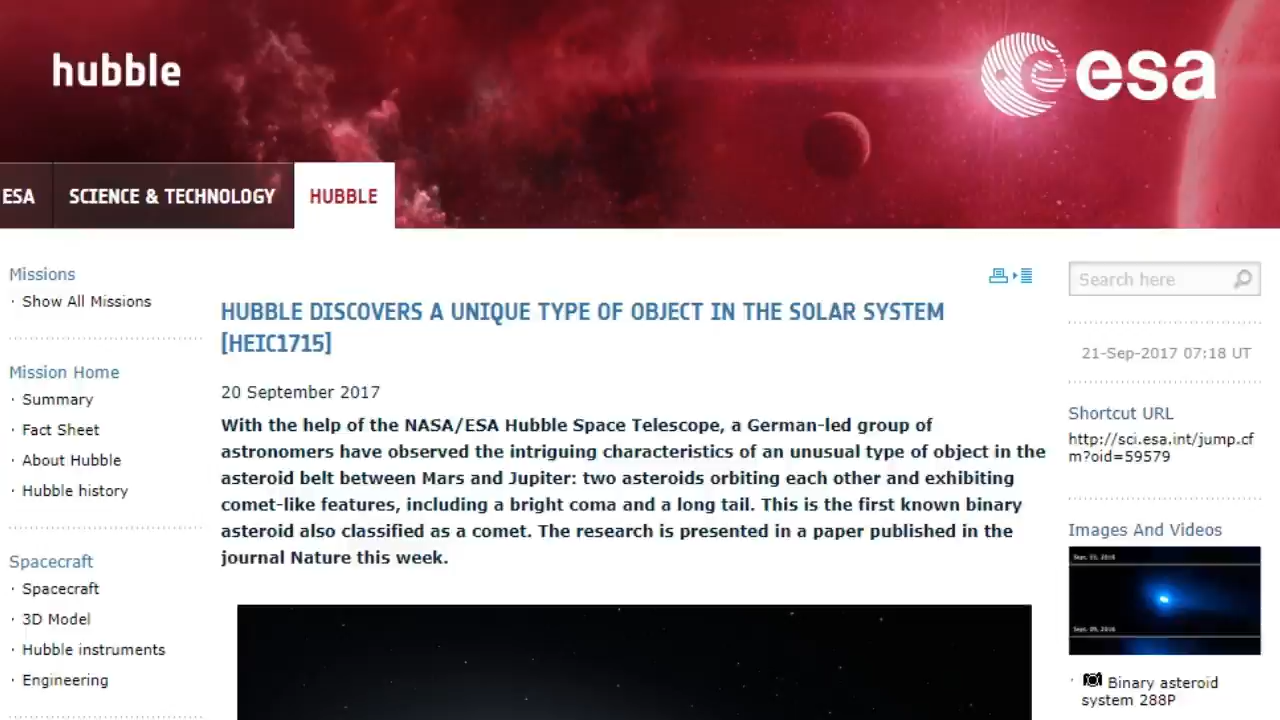 hubble
esa
ESA
SCIENCE & TECHNOLOGY
HUBBLE
Missions
· Show All Missions
Mission Home
· Summary
· Fact Sheet
· About Hubble
· Hubble history
Spacecraft
· Spacecraft
· 3D Model
· Hubble instruments
· Engineering
HUBBLE DISCOVERS A UNIQUE TYPE OF OBJECT IN THE SOLAR SYSTEM
[HEIC1715]
20 September 2017
With the help of the NASA/ESA Hubble Space Telescope, a German-led group of
astronomers have observed the intriguing characteristics of an unusual type of object in the
asteroid belt between Mars and Jupiter: two asteroids orbiting each other and exhibiting
comet-like features, including a bright coma and a long tail. This is the first known binary
asteroid also classified as a comet. The research is presented in a paper published in the
journal Nature this week.
Search here
21-Sep-2017 07:18 UT
Shortcut URL
http://sci.esa.int/jump.cf
m?oid=59579
Images And Videos
Sept. 09, 2016
· Binary asteroid
system 288P